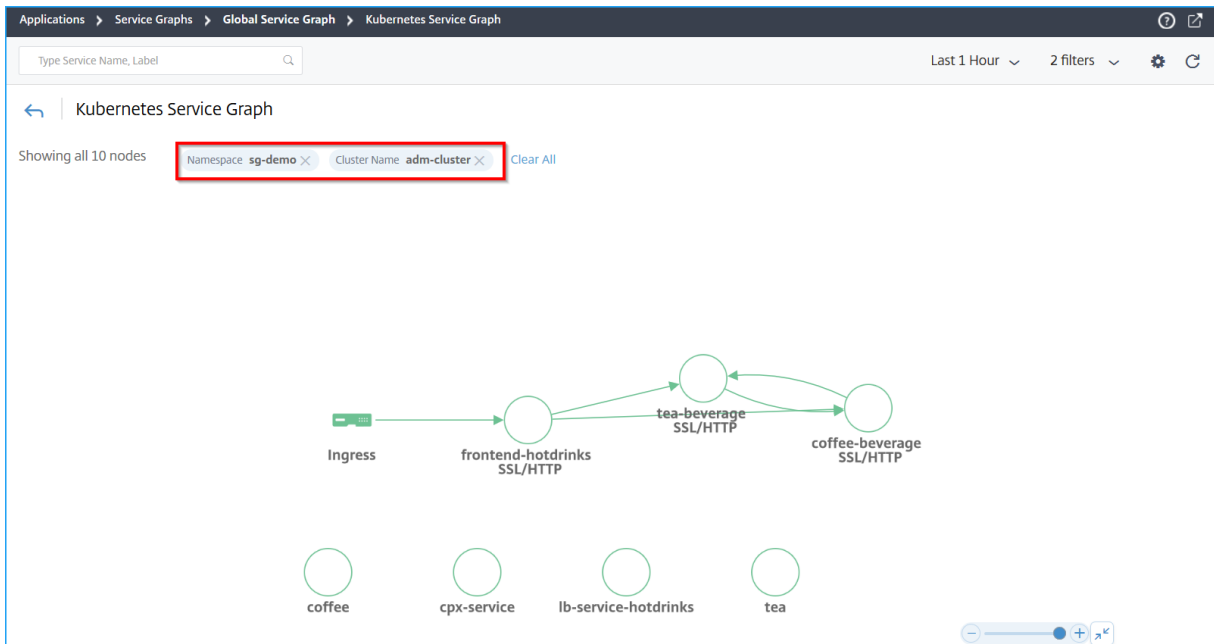 Applications > Service Graphs > Global Service Graph > Kubernetes Service Graph
Type Service Name, Label
Last 1 Hour
2 filters
Kubernetes Service Graph
Showing all 10 nodes
Namespace sg-demo
Cluster Name adm-cluster
Clear All
tea-beverage
SSL/HTTP
coffee-beverage
SSL/HTTP
Ingress
frontend-hotdrinks
SSL/HTTP
coffee
cpx-service
lb-service-hotdrinks
tea